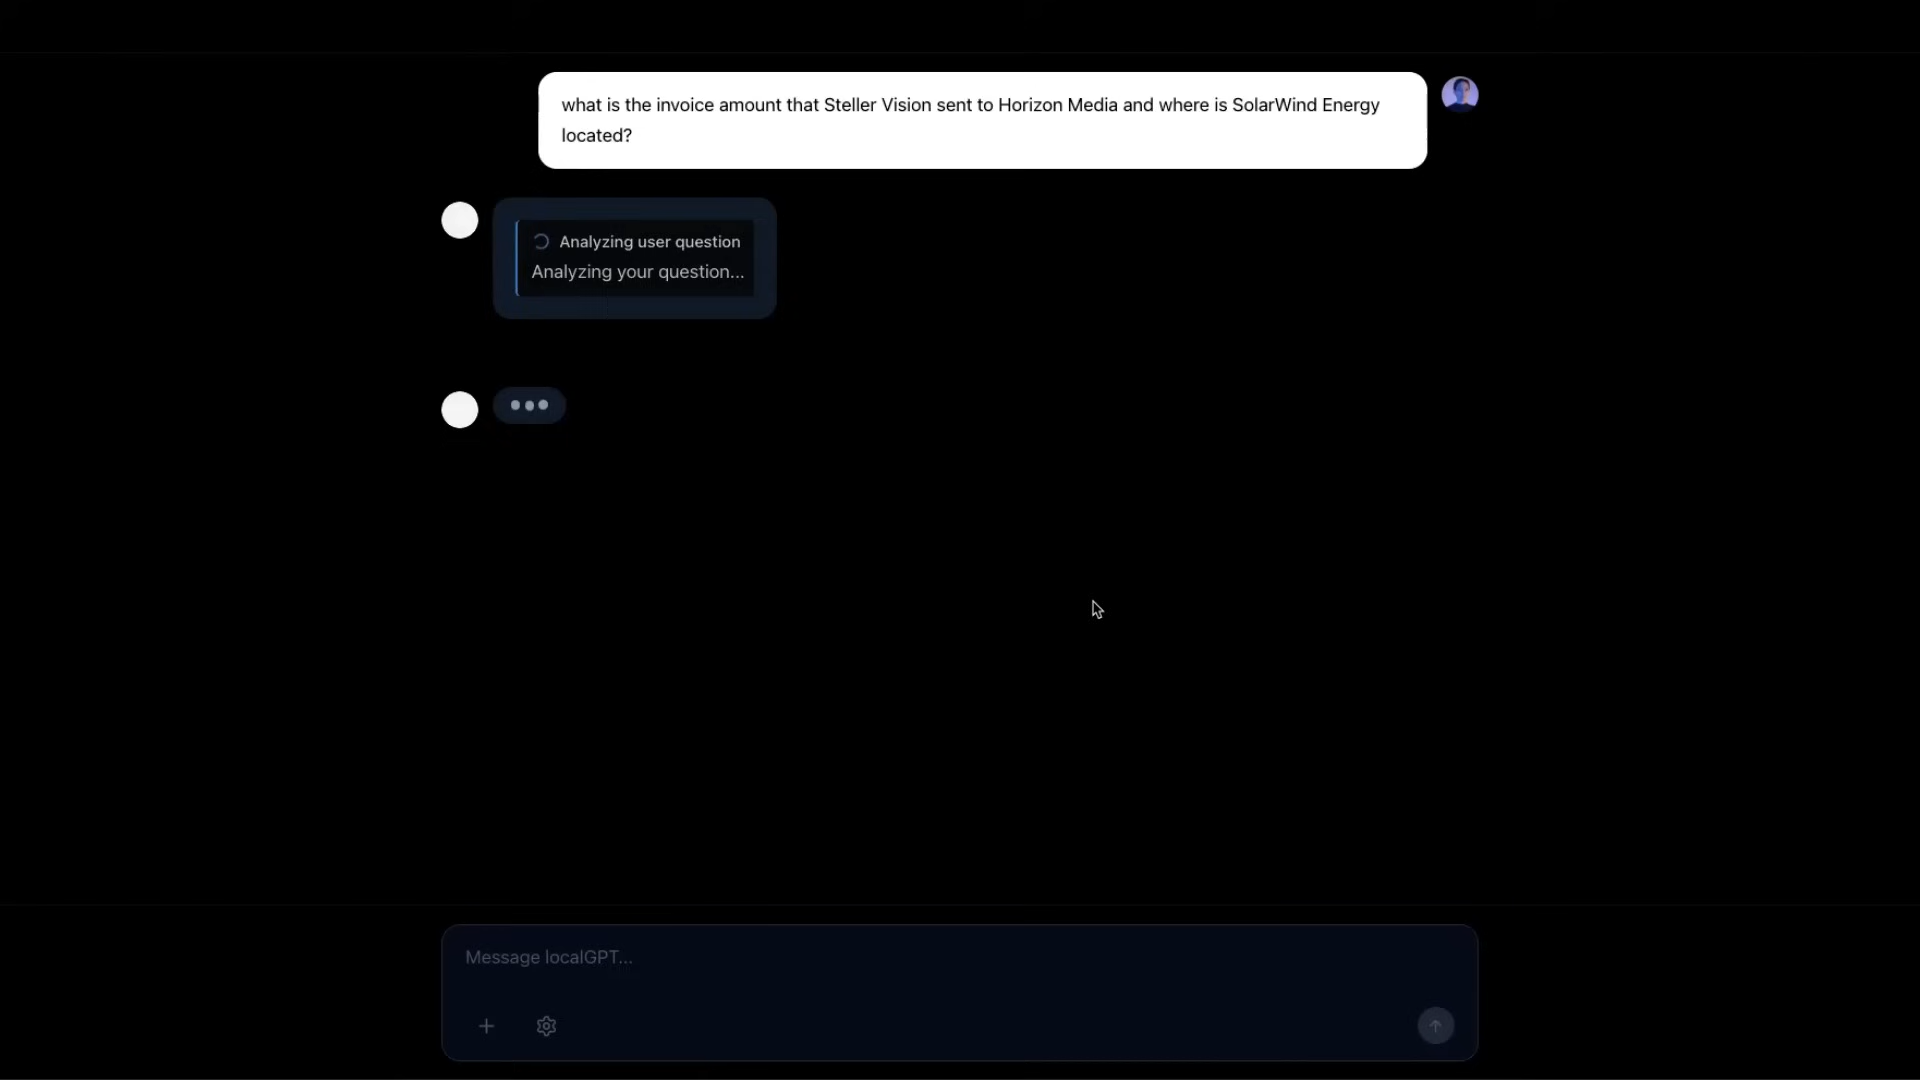 what is the invoice amount that Steller Vision sent to Horizon Media and where is SolarWind Energy
located?
Analyzing user question
Analyzing your question...
Message localGPT...